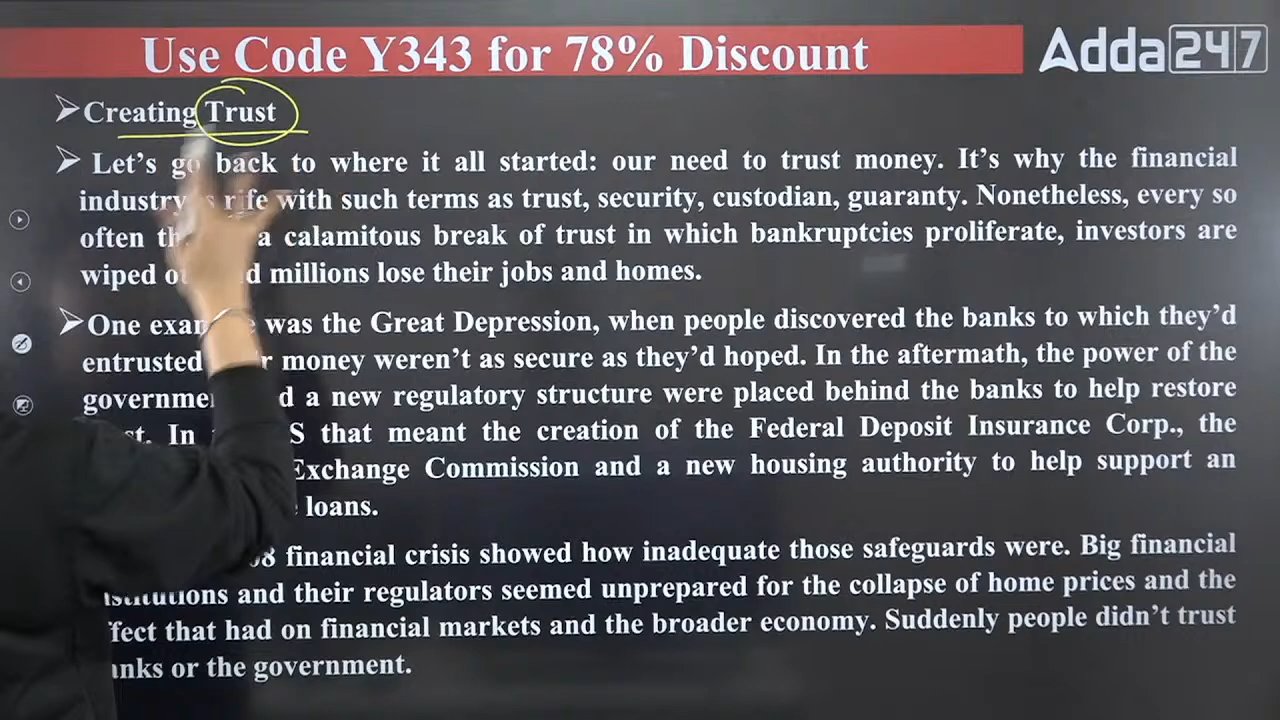 Use Code Y343 for 78% Discount
Adda247
Creating Trust
Let's go back to where it all started: our need to trust money. It's why the financial
industry rife with such terms as trust, security, custodian, guaranty. Nonetheless, every so
often a calamitous break of trust in which bankruptcies proliferate, investors are
wiped millions lose their jobs and homes.
One was the Great Depression, when people discovered the banks to which they'd
entrusted money weren't as secure as they'd hoped. In the aftermath, the power of the
a new regulatory structure were placed behind the banks to help restore
In that meant the creation of the Federal Deposit Insurance Corp., the
Exchange Commission and a new housing authority to help support an
loans.
financial crisis showed how inadequate those safeguards were. Big financial
and their regulators seemed unprepared for the collapse of home prices and the
that had on financial markets and the broader economy. Suddenly people didn't trust
or the government.